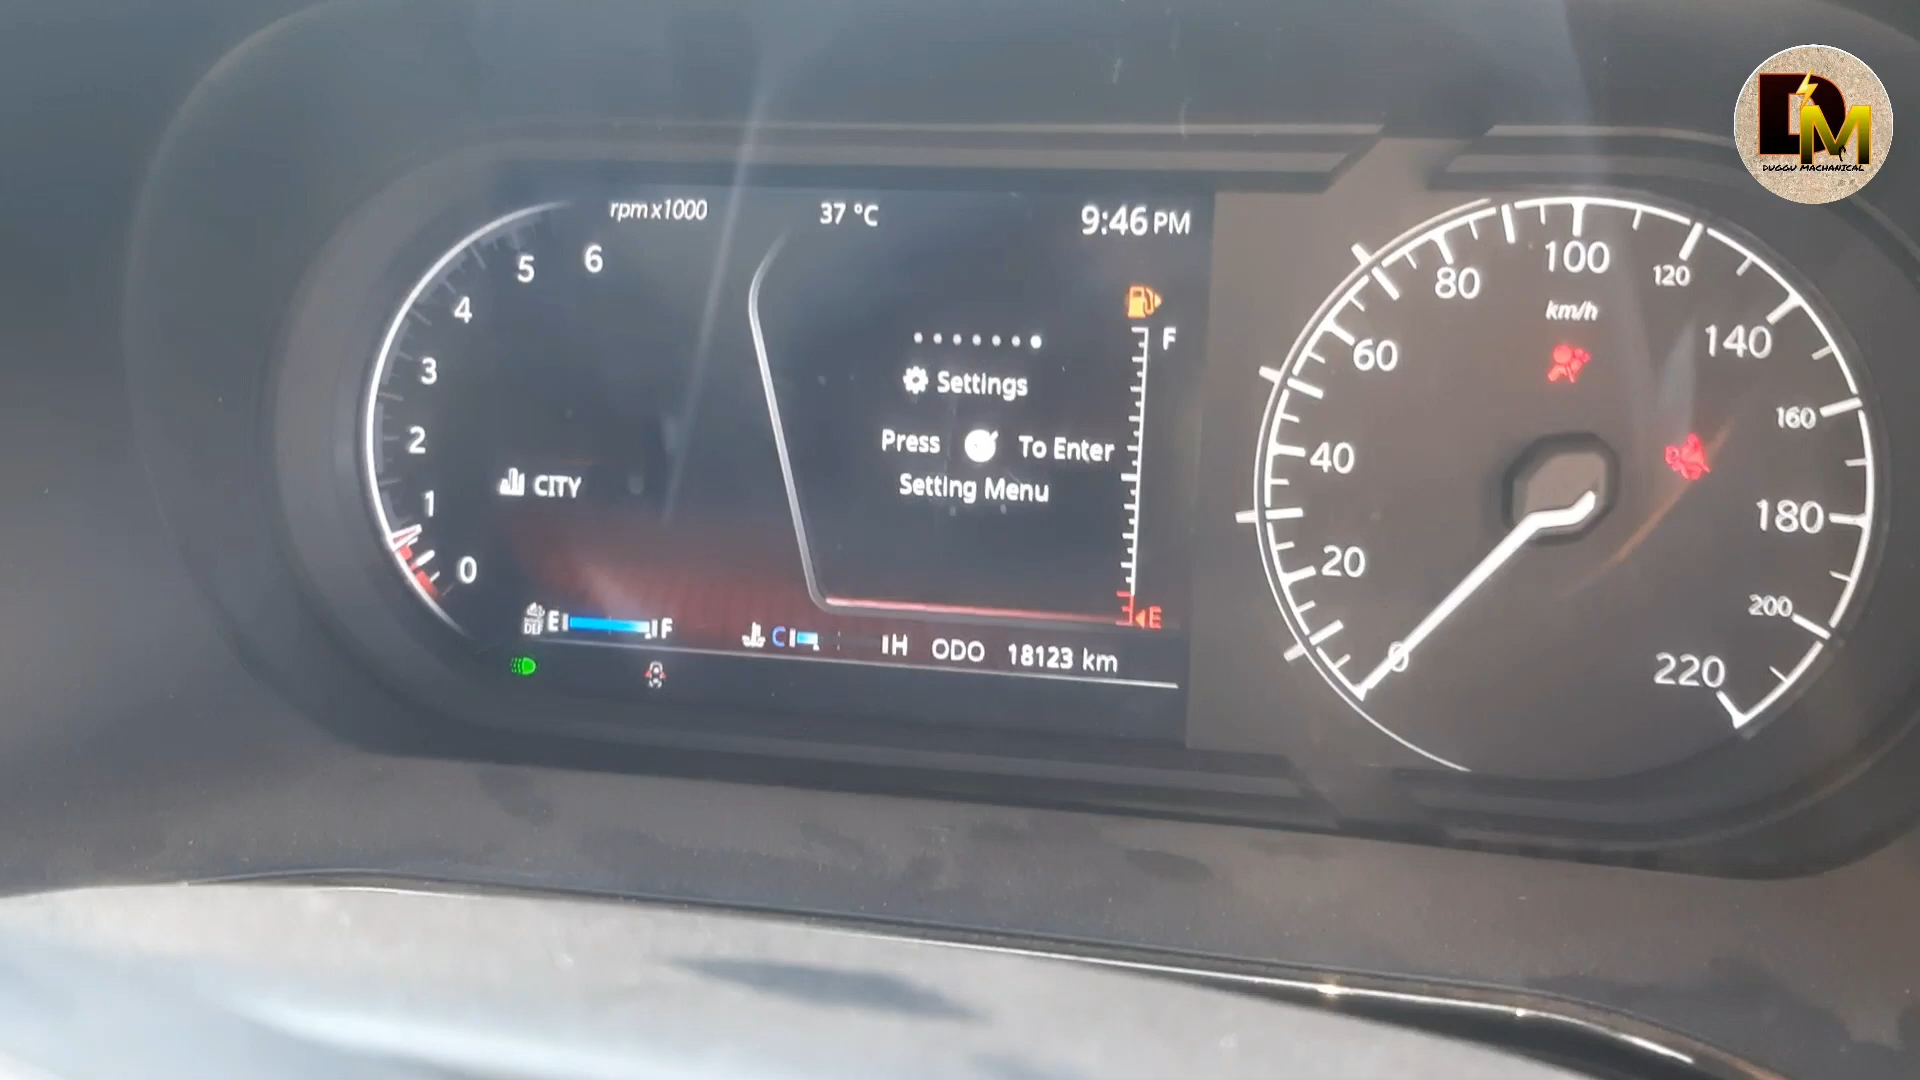 rpm x1000
37 °C
9:46 PM
6
5
4
3
2
1
0
CITY
Settings
Press To Enter
Setting Menu
F
E
DEF E F
C H ODO 18123 km
0
20
40
60
80
100
120
140
160
180
200
220
km/h
DM
DUGGU MACHANICAL